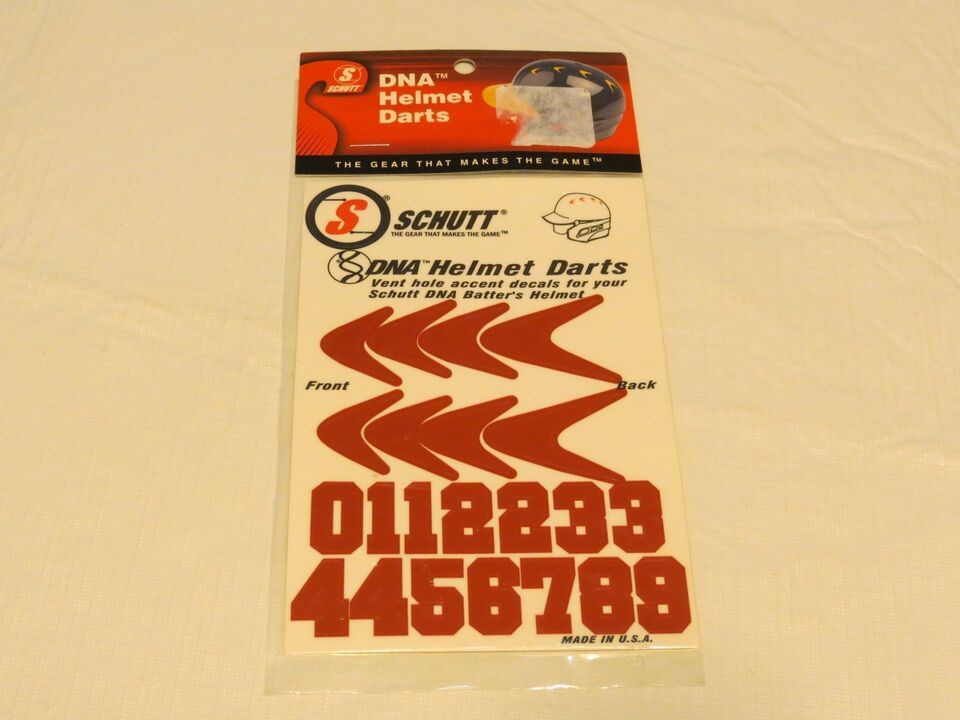 S
SCHUTT
DNA™
Helmet
Darts
THE GEAR THAT MAKES THE GAME™
S® SCHUTT®
THE GEAR THAT MAKES THE GAME™
DNA™ Helmet Darts
Vent hole accent decals for your
Schutt DNA Batter's Helmet
Front Back
0112233
4456789
MADE IN U.S.A.